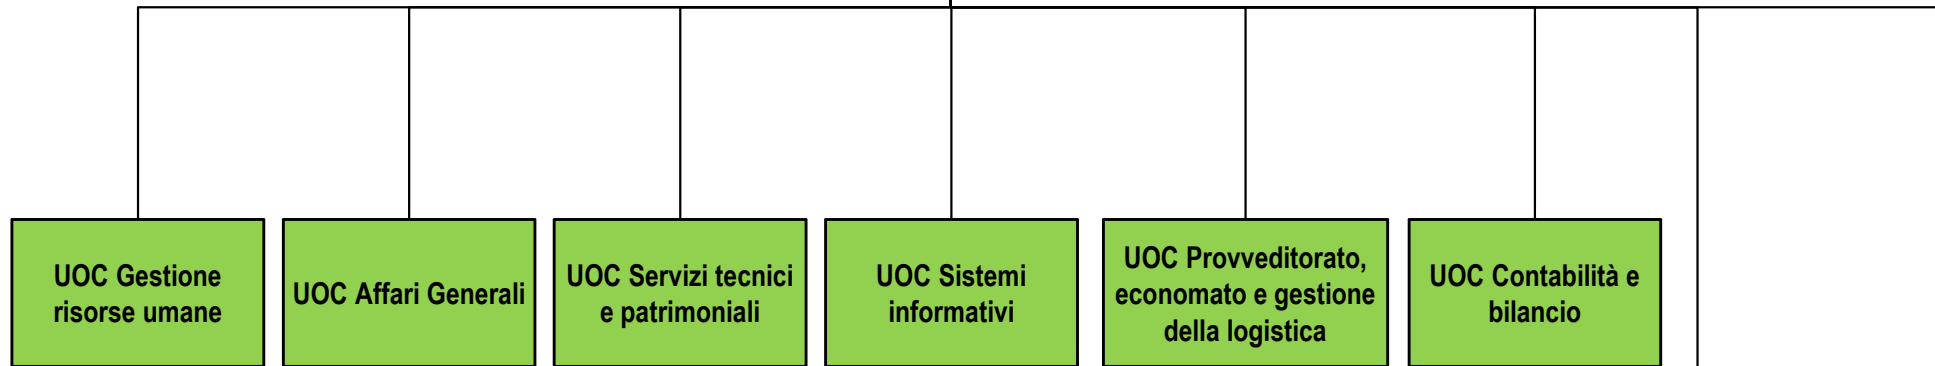 UOC Gestione
risorse umane
UOC Affari Generali
UOC Servizi tecnici
e patrimoniali
UOC Sistemi
informativi
UOC Provveditorato,
economato e gestione
della logistica
UOC Contabilità e
bilancio